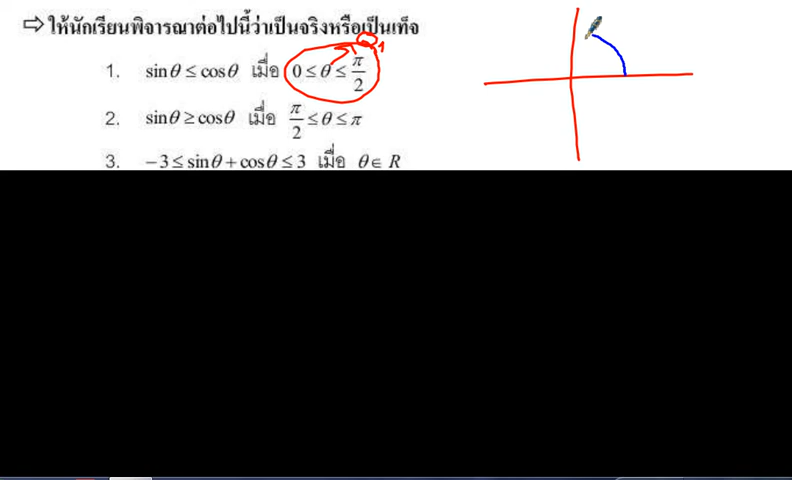 ⇨ ให้นักเรียนพิจารณาต่อไปนี้ว่าเป็นจริงหรือเป็นเท็จ
1. sinθ ≤ cosθ เมื่อ 0 ≤ θ ≤ π/2
2. sinθ ≥ cosθ เมื่อ π/2 ≤ θ ≤ π
3. −3 ≤ sinθ + cosθ ≤ 3 เมื่อ θ ∈ R